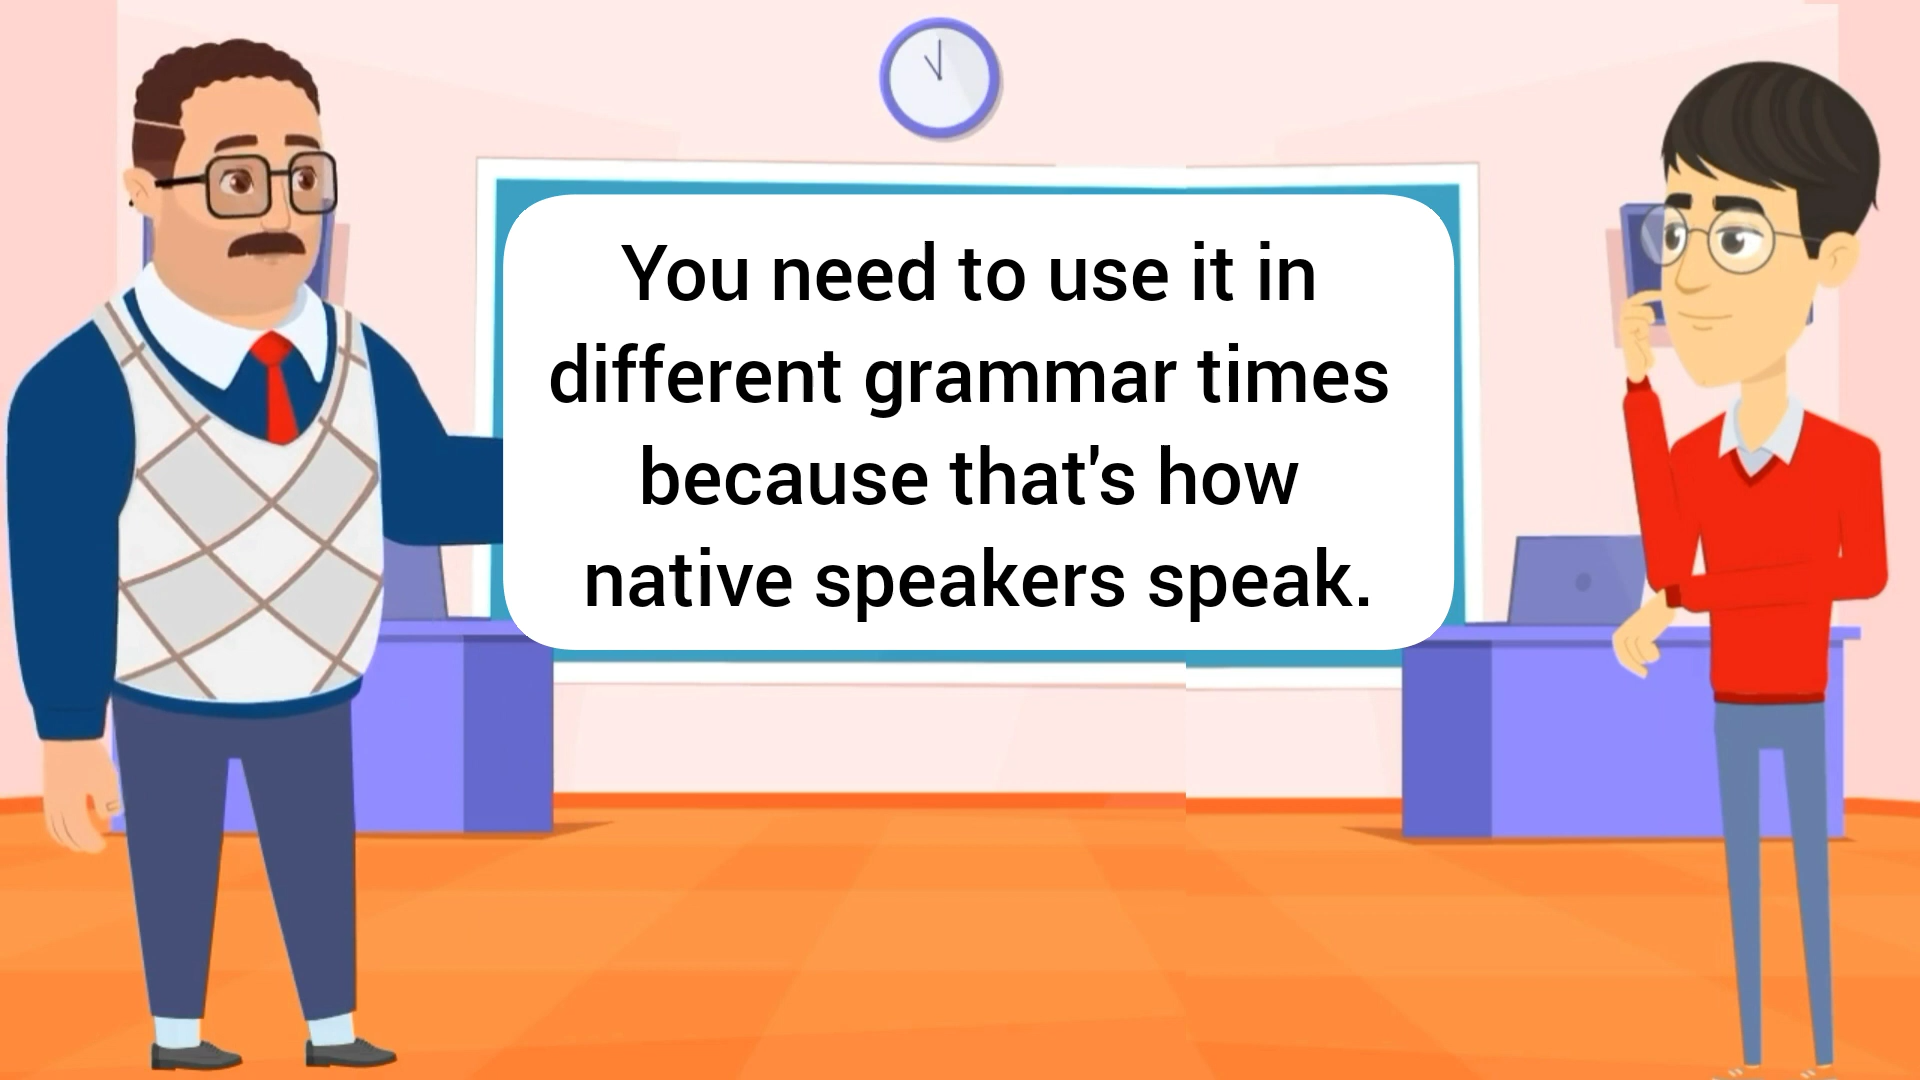 You need to use it in
different grammar times
because that's how
native speakers speak.